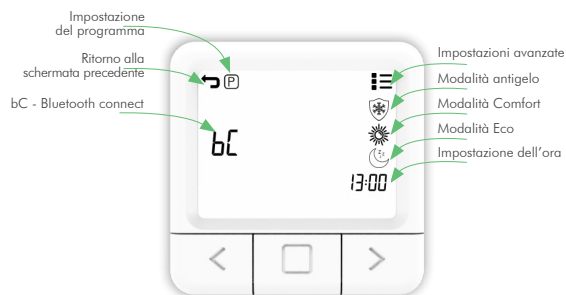 Impostazione
del programma
Ritorno alla
schermata precedente
bC - Bluetooth connect
Impostazioni avanzate
Modalità antigelo
Modalità Comfort
Modalità Eco
Impostazione dell'ora
P
bC
13:00